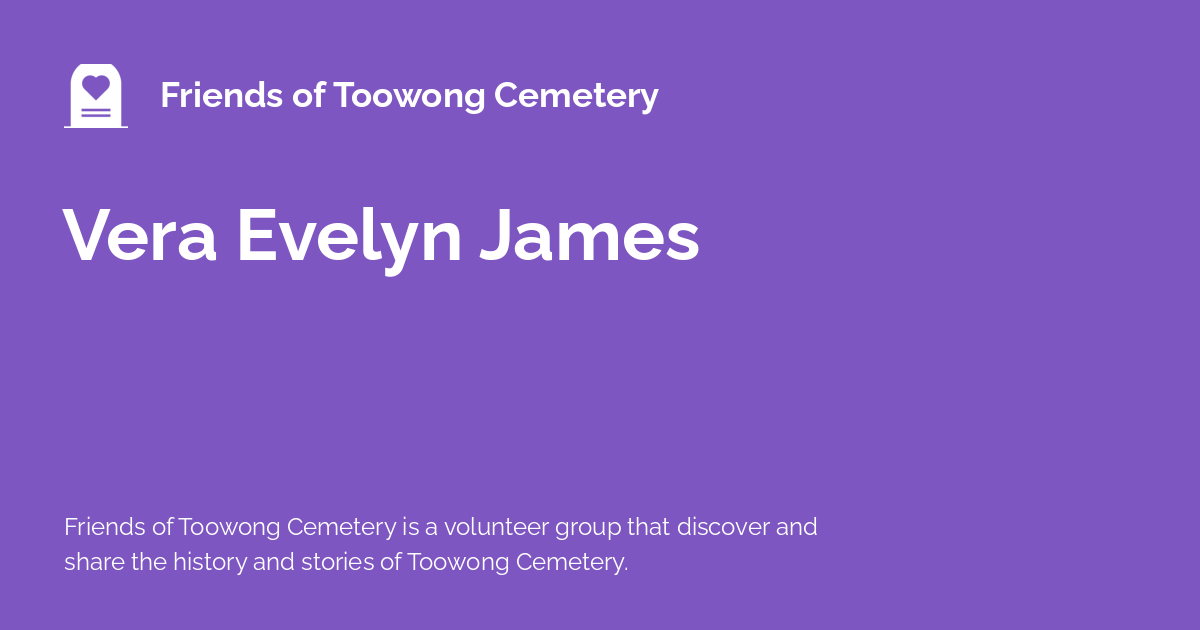 Friends of Toowong Cemetery
Vera Evelyn James
Friends of Toowong Cemetery is a volunteer group that discover and
share the history and stories of Toowong Cemetery.